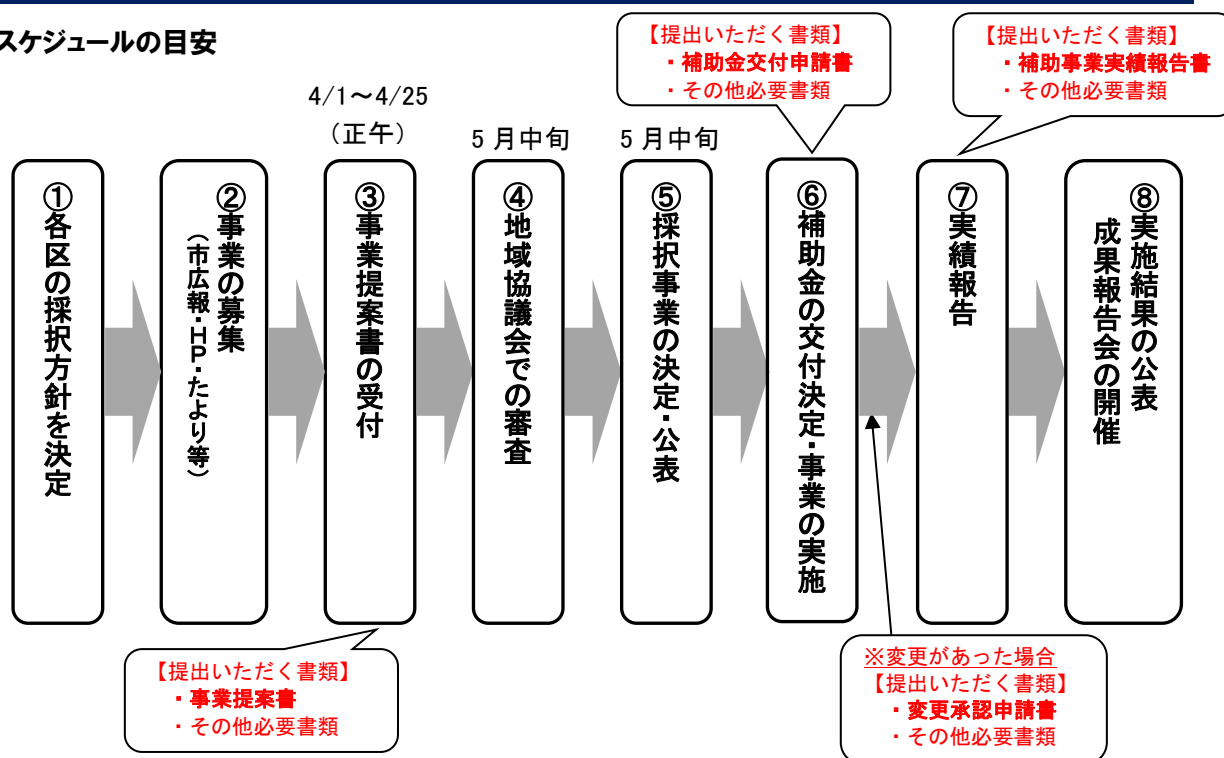 スケジュールの目安
【提出いただく書類】
・補助金交付申請書
・その他必要書類
【提出いただく書類】
・補助事業実績報告書
・その他必要書類
4/1～4/25
（正午）
5月中旬
5月中旬
①各区の採択方針を決定
②事業の募集
（市広報・HP・たより等）
③事業提案書の受付
④地域協議会での審査
⑤採択事業の決定・公表
⑥補助金の交付決定・事業の実施
⑦実績報告
⑧実施結果の公表
成果報告会の開催
【提出いただく書類】
・事業提案書
・その他必要書類
※変更があった場合
【提出いただく書類】
・変更承認申請書
・その他必要書類